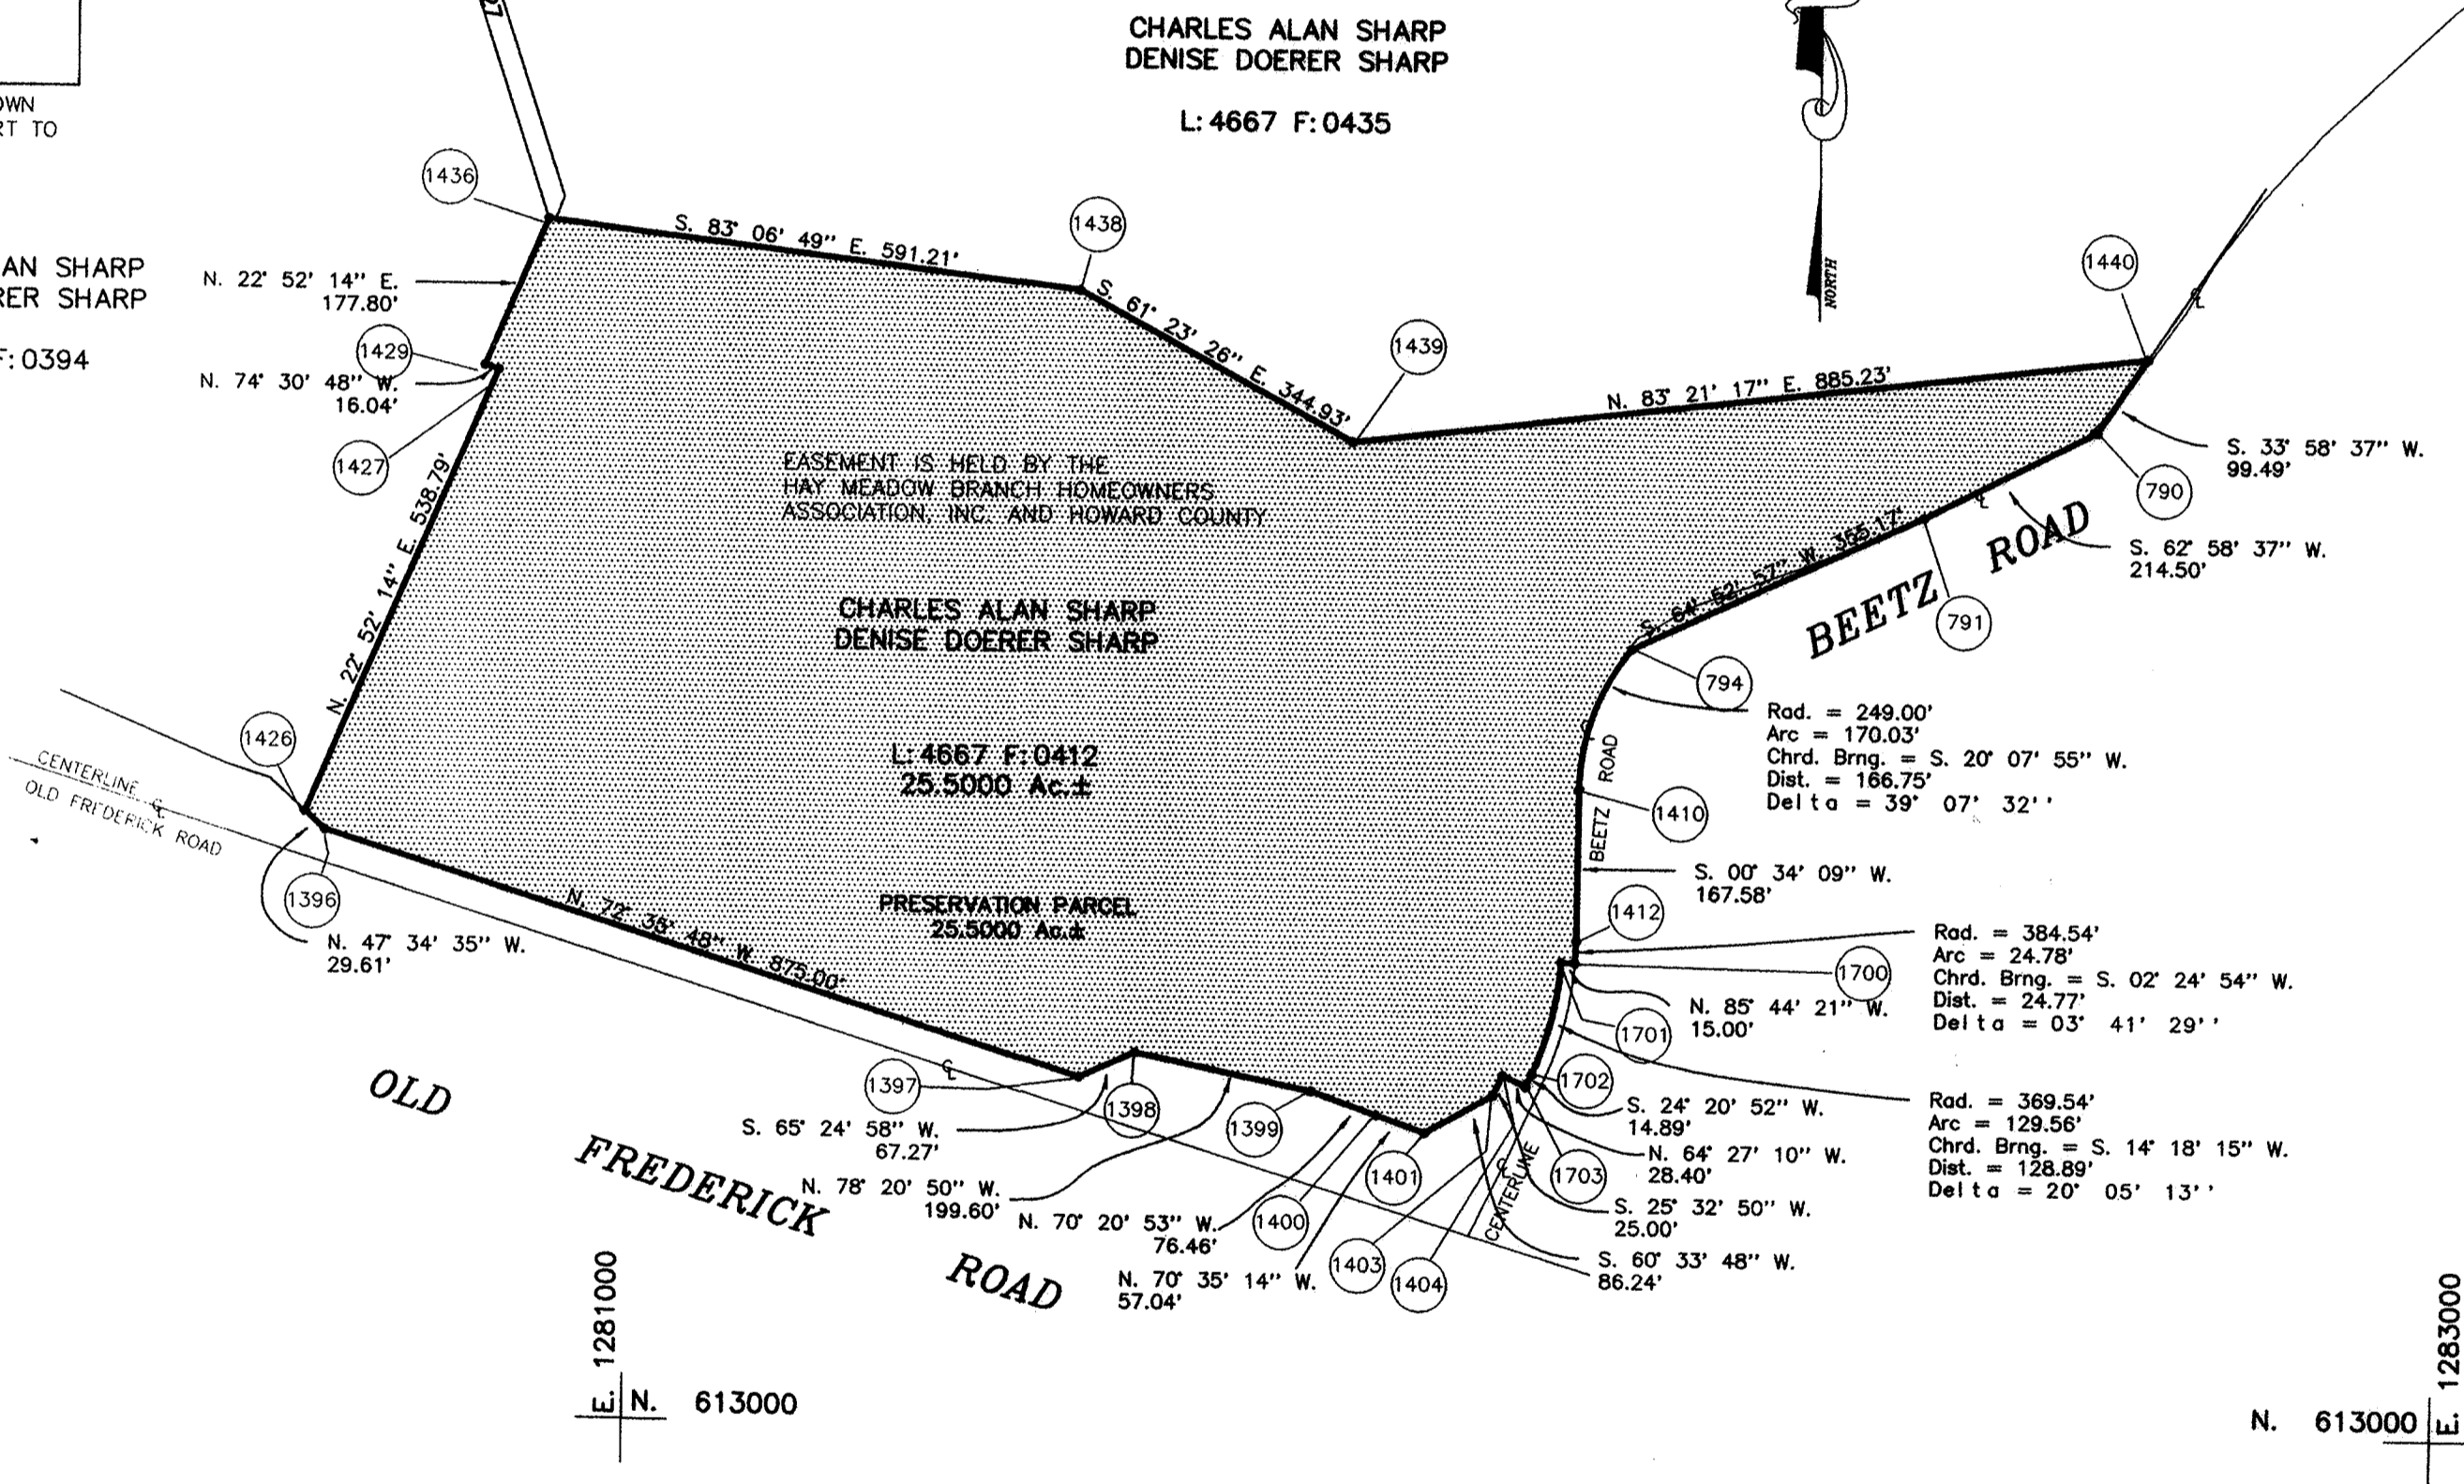 CHARLES ALAN SHARP
DENISE DOERER SHARP
L: 4667 F: 0435
OWN
RT TO
AN SHARP
RER SHARP
F: 0394
NORTH
1436
1438
1439
1440
S. 83° 06' 49" E. 591.21'
S. 61° 23' 26" E. 344.93'
N. 83° 21' 17" E. 885.23'
N. 22° 52' 14" E.
177.80'
1429
N. 74° 30' 48" W.
16.04'
1427
N. 22° 52' 14" E. 538.79'
EASEMENT IS HELD BY THE
HAY MEADOW BRANCH HOMEOWNERS
ASSOCIATION, INC. AND HOWARD COUNTY
CHARLES ALAN SHARP
DENISE DOERER SHARP
L: 4667 F: 0412
25.5000 Ac.±
PRESERVATION PARCEL
25.5000 Ac.±
S. 33° 58' 37" W.
99.49'
790
S. 62° 58' 37" W.
214.50'
791
S. 64° 52' 57" W. 355.17'
BEETZ ROAD
794
Rad. = 249.00'
Arc = 170.03'
Chrd. Brng. = S. 20° 07' 55" W.
Dist. = 166.75'
Delta = 39° 07' 32''
BEETZ ROAD
1410
S. 00° 34' 09" W.
167.58'
1412
Rad. = 384.54'
Arc = 24.78'
Chrd. Brng. = S. 02° 24' 54" W.
Dist. = 24.77'
Delta = 03° 41' 29''
1700
N. 85° 44' 21" W.
15.00'
1701
Rad. = 369.54'
Arc = 129.56'
Chrd. Brng. = S. 14° 18' 15" W.
Dist. = 128.89'
Delta = 20° 05' 13''
1702
S. 24° 20' 52" W.
14.89'
N. 64° 27' 10" W.
28.40'
1703
S. 25° 32' 50" W.
25.00'
S. 60° 33' 48" W.
86.24'
CENTERLINE
1426
CENTERLINE
OLD FREDERICK ROAD
1396
N. 47° 34' 35" W.
29.61'
N. 72° 35' 48" W. 875.00'
1397
1398
1399
1400
1401
1403
1404
S. 65° 24' 58" W.
67.27'
N. 78° 20' 50" W.
199.60'
N. 70° 20' 53" W.
76.46'
N. 70° 35' 14" W.
57.04'
OLD FREDERICK ROAD
E. 128100
N. 613000
N. 613000
E. 1283000